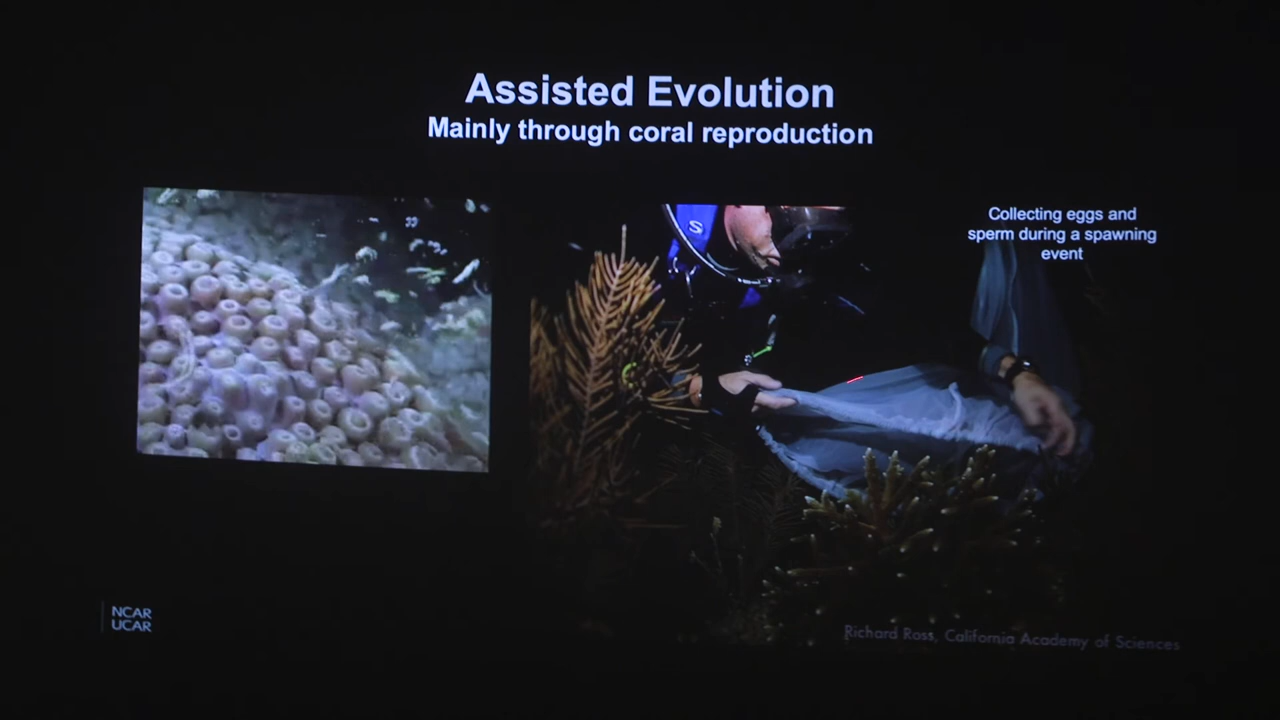 Assisted Evolution
Mainly through coral reproduction
Collecting eggs and
sperm during a spawning
event
S
NCAR
UCAR
Richard Ross, California Academy of Sciences